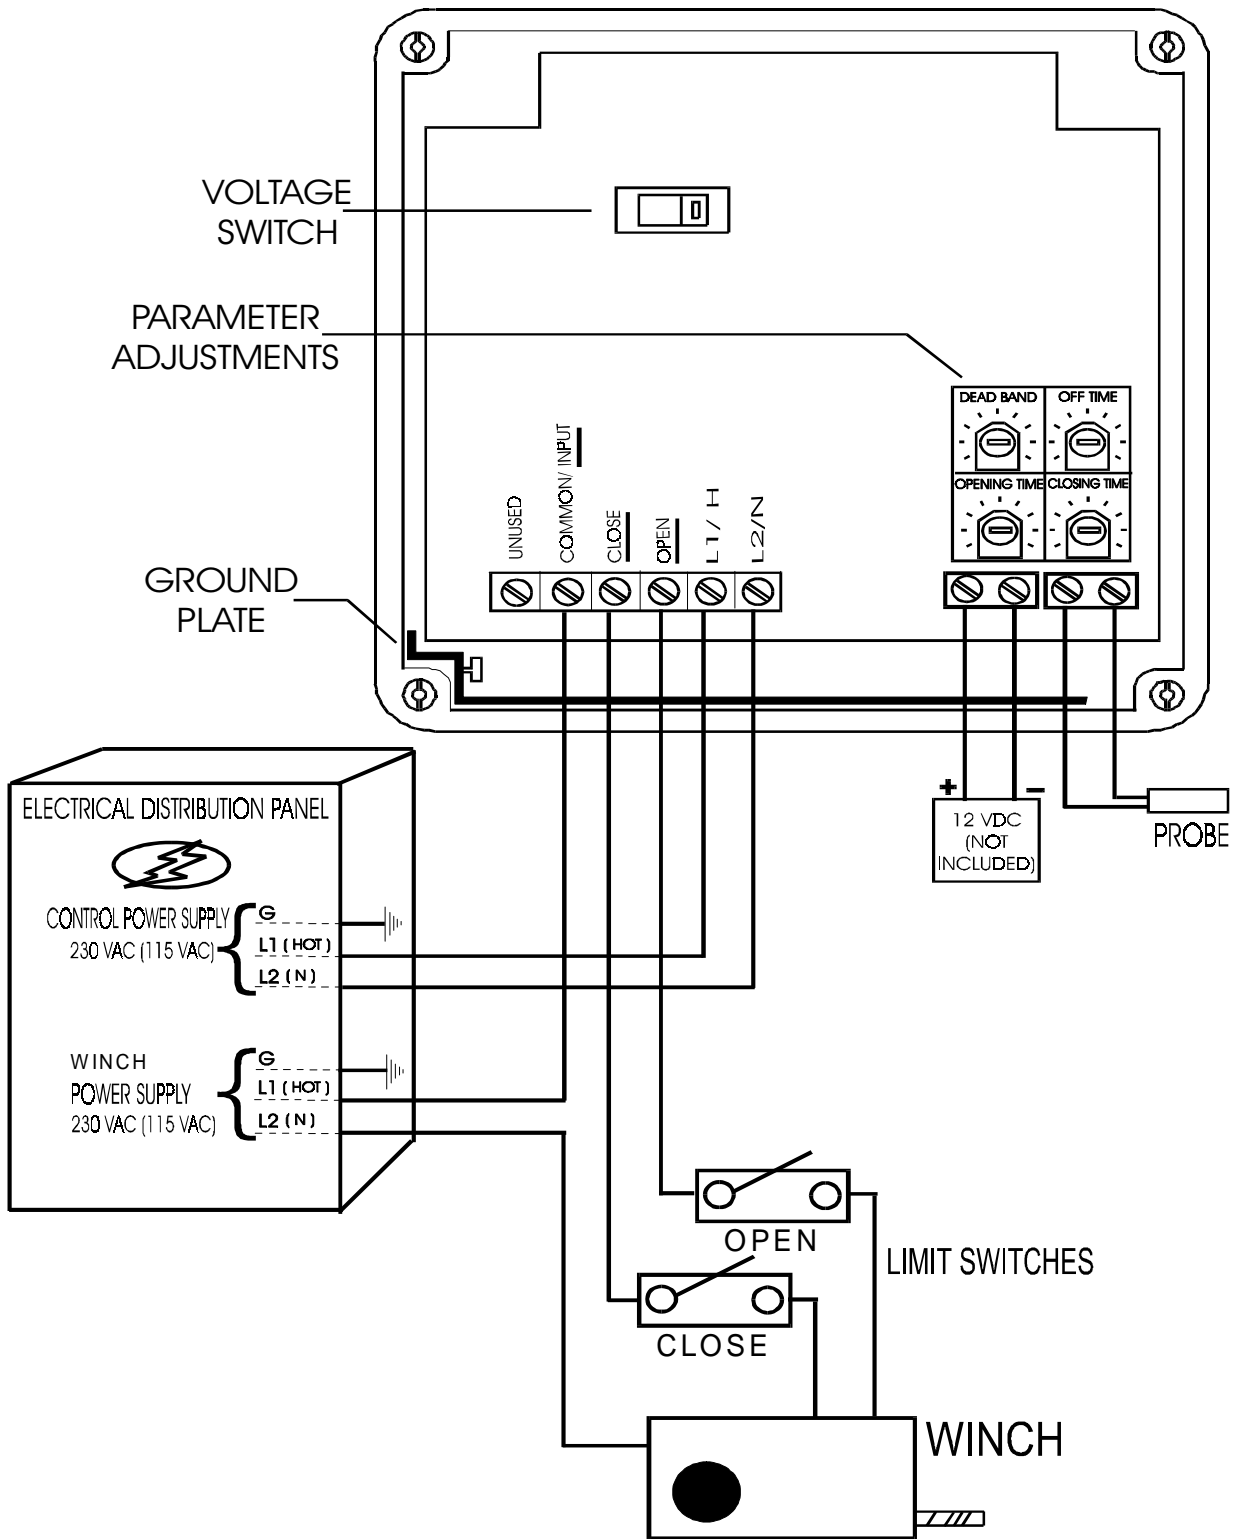 VOLTAGE
SWITCH
PARAMETER
ADJUSTMENTS
DEAD BAND
OFF TIME
OPENING TIME
CLOSING TIME
UNUSED
COMMON/ INPUT
CLOSE
OPEN
L1/ H
L2/N
GROUND
PLATE
ELECTRICAL DISTRIBUTION PANEL
CONTROL POWER SUPPLY
230 VAC (115 VAC)
G
L1 (HOT)
L2 (N)
WINCH
POWER SUPPLY
230 VAC (115 VAC)
G
L1 (HOT)
L2 (N)
+ –
12 VDC
(NOT
INCLUDED)
PROBE
OPEN
LIMIT SWITCHES
CLOSE
WINCH